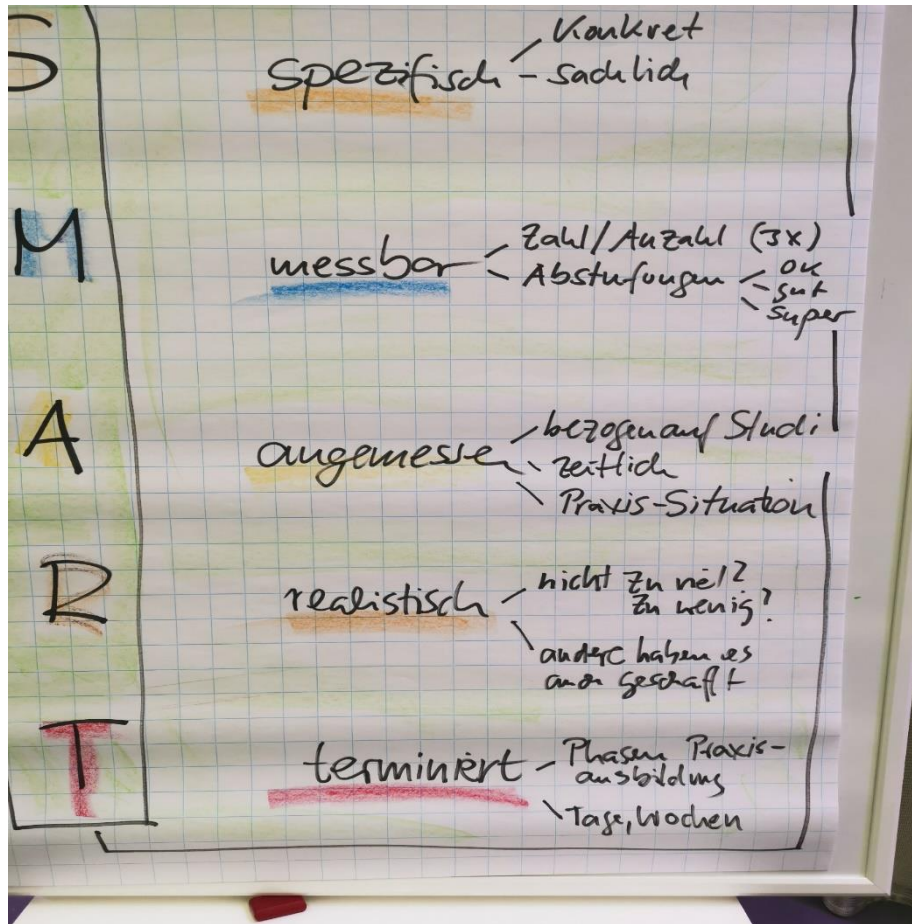 S
spezifisch
Konkret
sachlich
M
messbar
Zahl/Anzahl (3x)
Abstufungen
ok
gut
super
A
angemessen
bezogen auf Studi
zeitlich
Praxis-Situation
R
realistisch
nicht zu viel?
zu wenig?
andere haben es
auch geschafft
T
terminiert
Phasen Praxis-
ausbildung
Tage, Wochen